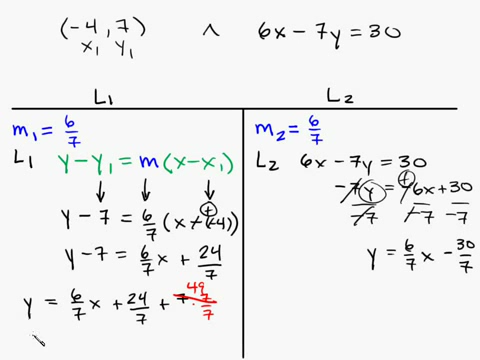 (-4, 7) ∧ 6x - 7y = 30
x₁ y₁
L₁ L₂
m₁ = 6/7
L₁ y - y₁ = m(x - x₁)
y - 7 = 6/7 (x + (-4))
y - 7 = 6/7 x + 24/7
y = 6/7 x + 24/7 + 7 · 7/7 49
m₂ = 6/7
L₂ 6x - 7y = 30
-7y/-7 = + -6x/-7 + 30/-7
y = 6/7 x - 30/7